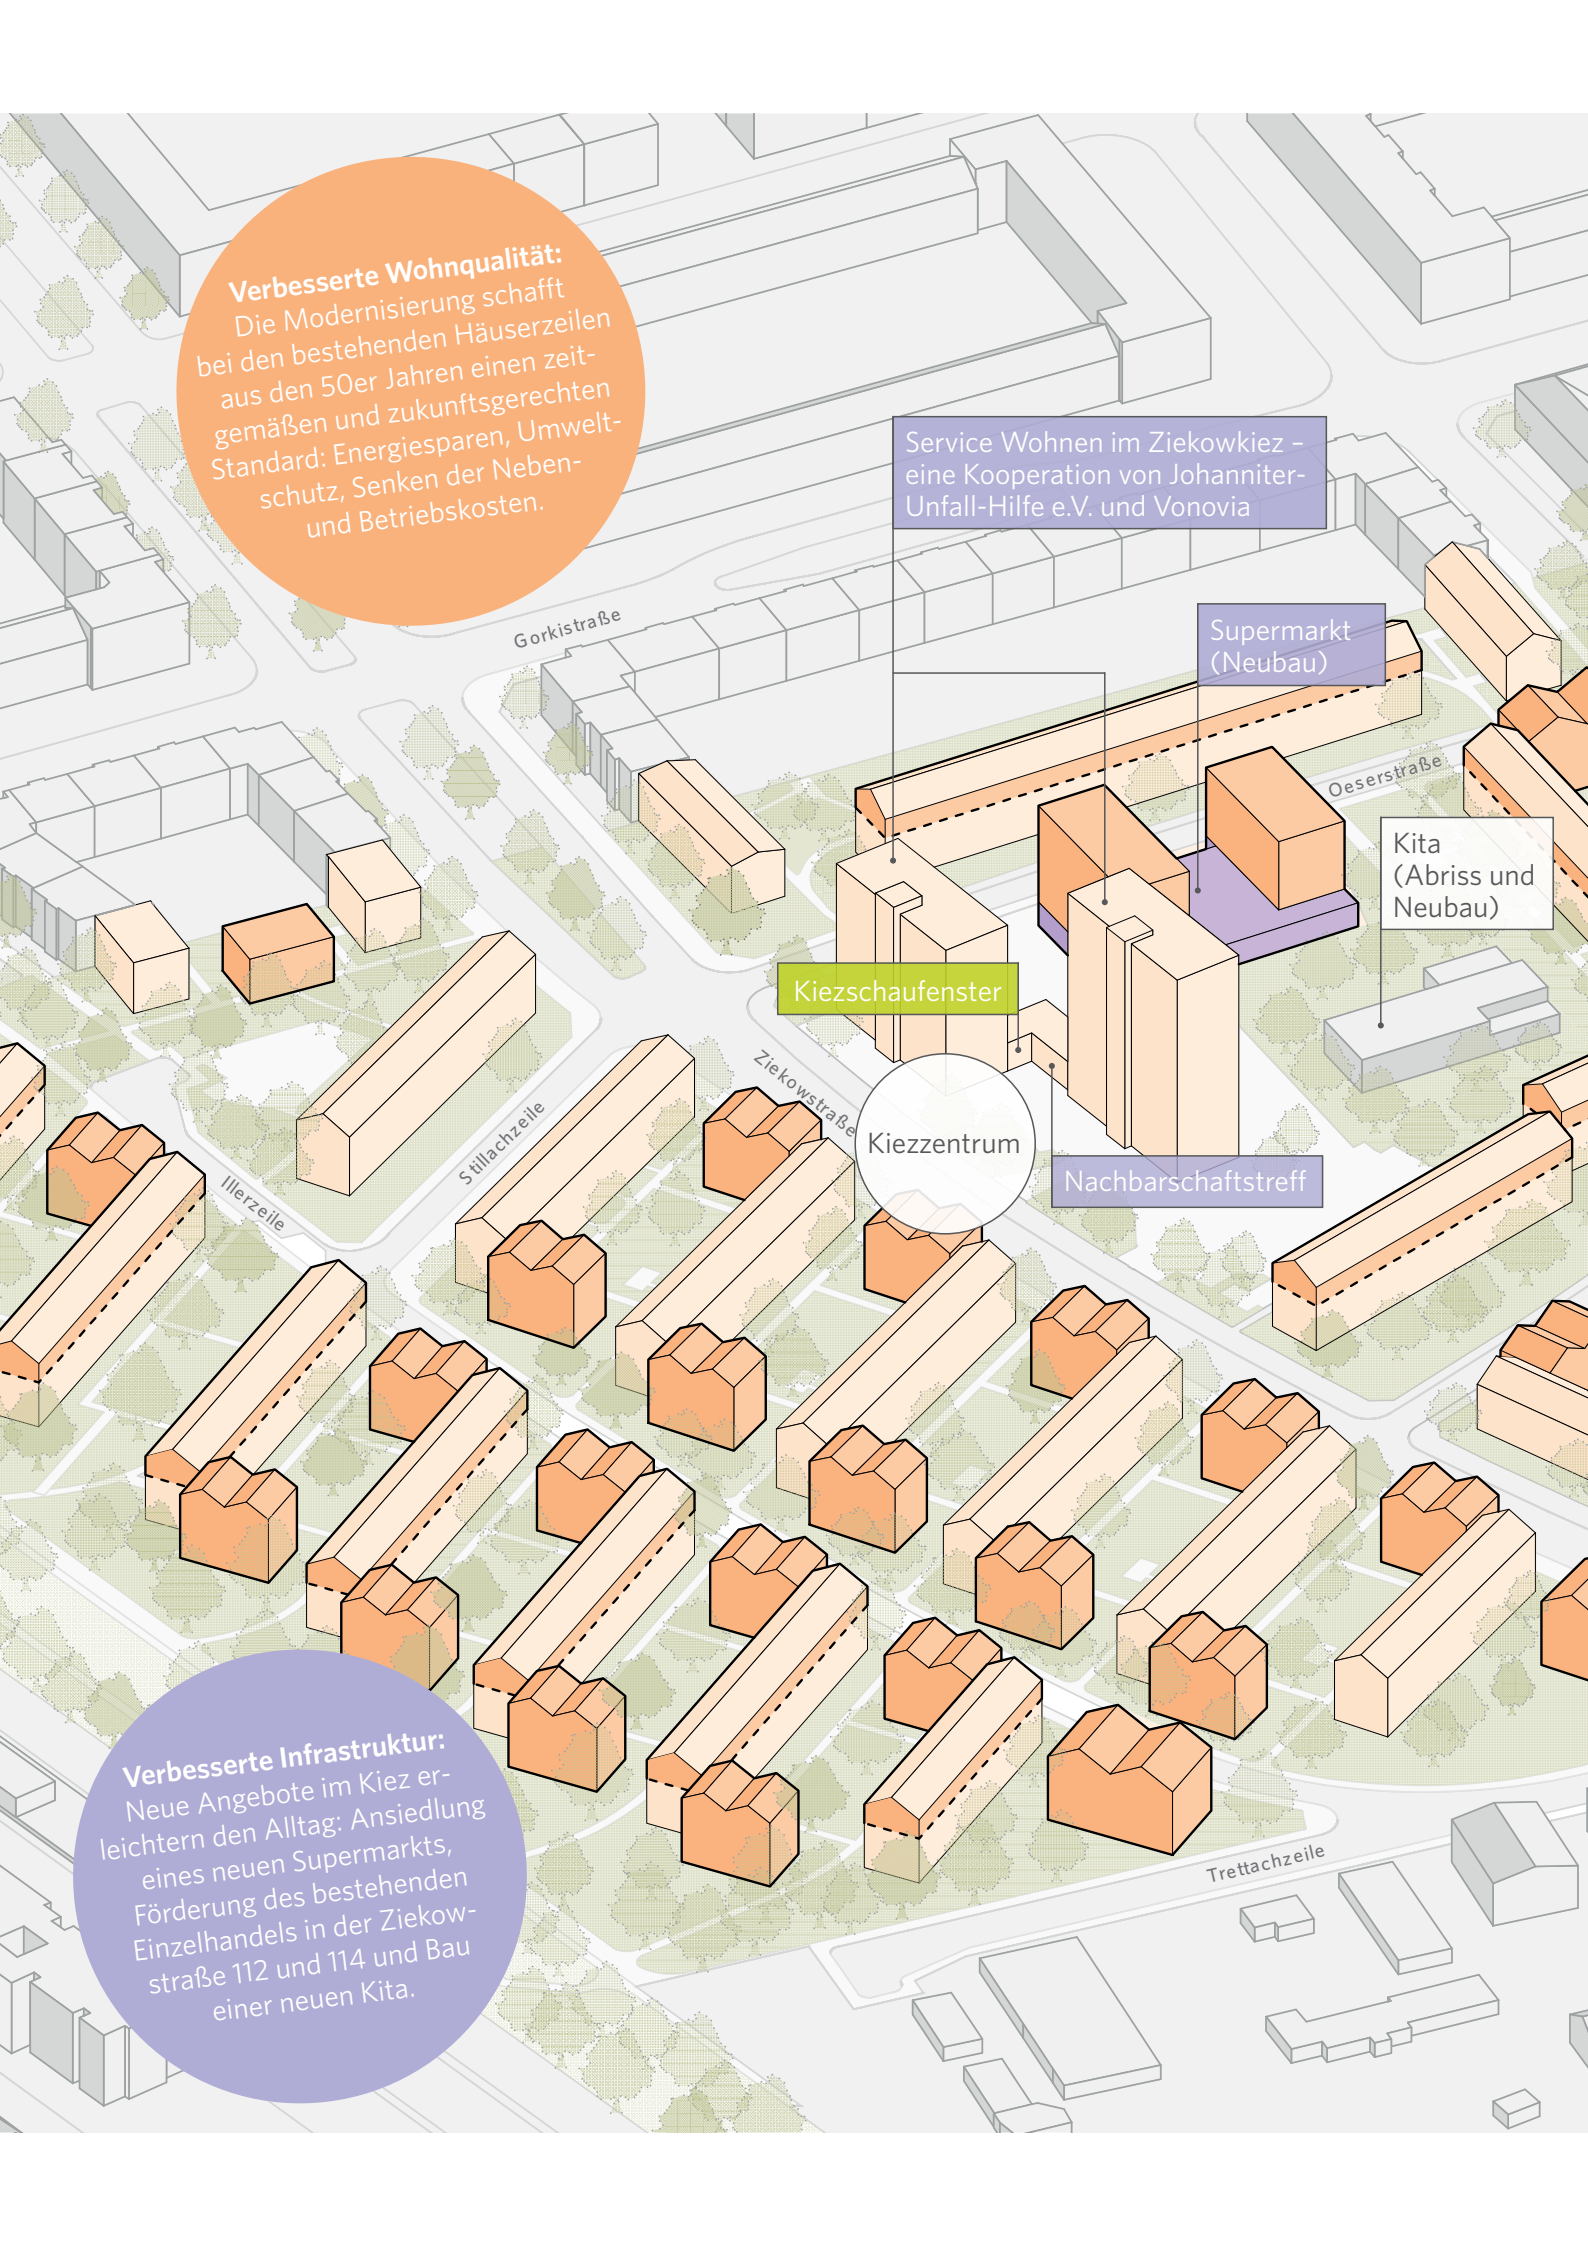 Verbesserte Wohnqualität:
Die Modernisierung schafft
bei den bestehenden Häuserzeilen
aus den 50er Jahren einen zeit-
gemäßen und zukunftsgerechten
Standard: Energiesparen, Umwelt-
schutz, Senken der Neben-
und Betriebskosten.
Service Wohnen im Ziekowkiez –
eine Kooperation von Johanniter-
Unfall-Hilfe e.V. und Vonovia
Gorkistraße
Supermarkt
(Neubau)
Oeserstraße
Kita
(Abriss und
Neubau)
Kiezschaufenster
Ziekowstraße
Kiezzentrum
Nachbarschaftstreff
Stillachzeile
Illerzeile
Verbesserte Infrastruktur:
Neue Angebote im Kiez er-
leichtern den Alltag: Ansiedlung
eines neuen Supermarkts,
Förderung des bestehenden
Einzelhandels in der Ziekow-
straße 112 und 114 und Bau
einer neuen Kita.
Trettachzeile